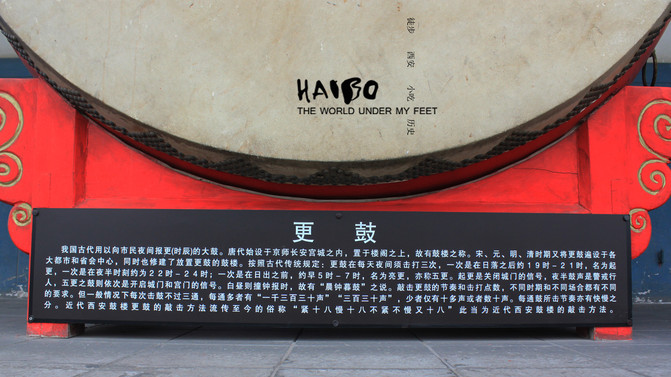 徒步 西安 小吃 历史
HAIBO
THE WORLD UNDER MY FEET
更 鼓
我国古代用以向市民夜间报更(时辰)的大鼓。唐代始设于京师长安宫城之内，置于楼阁之上，故有鼓楼之称。宋、元、明、清时期又将更鼓遍设于各
大都市和省会中心，同时也修建了放置更鼓的鼓楼。按照古代传统规定：更鼓在每天夜间须击打三次，一次是在日落之后约19时-21时，名为起
更，一次是在夜半时刻约为22时-24时；一次是在日出之前，约早5时-7时，名为亮更，亦称五更。起更是关闭城门的信号，夜半鼓声是警戒行
人，五更之鼓则依次是开启城门和宫门的信号。白昼则撞钟报时，故有“晨钟暮鼓”之说。敲击更鼓的节奏和击打点数，不同时期和不同场合都有不同
的要求。但一般情况下每次击鼓不过三通，每通多者有“一千三百三十声”“三百三十声”，少者仅有十多声或者数十声。每通鼓所击节奏亦有快慢之
分。近代西安鼓楼更鼓的敲击方法流传至今的俗称“紧十八慢十八不紧不慢又十八”此当为近代西安鼓楼的敲击方法。